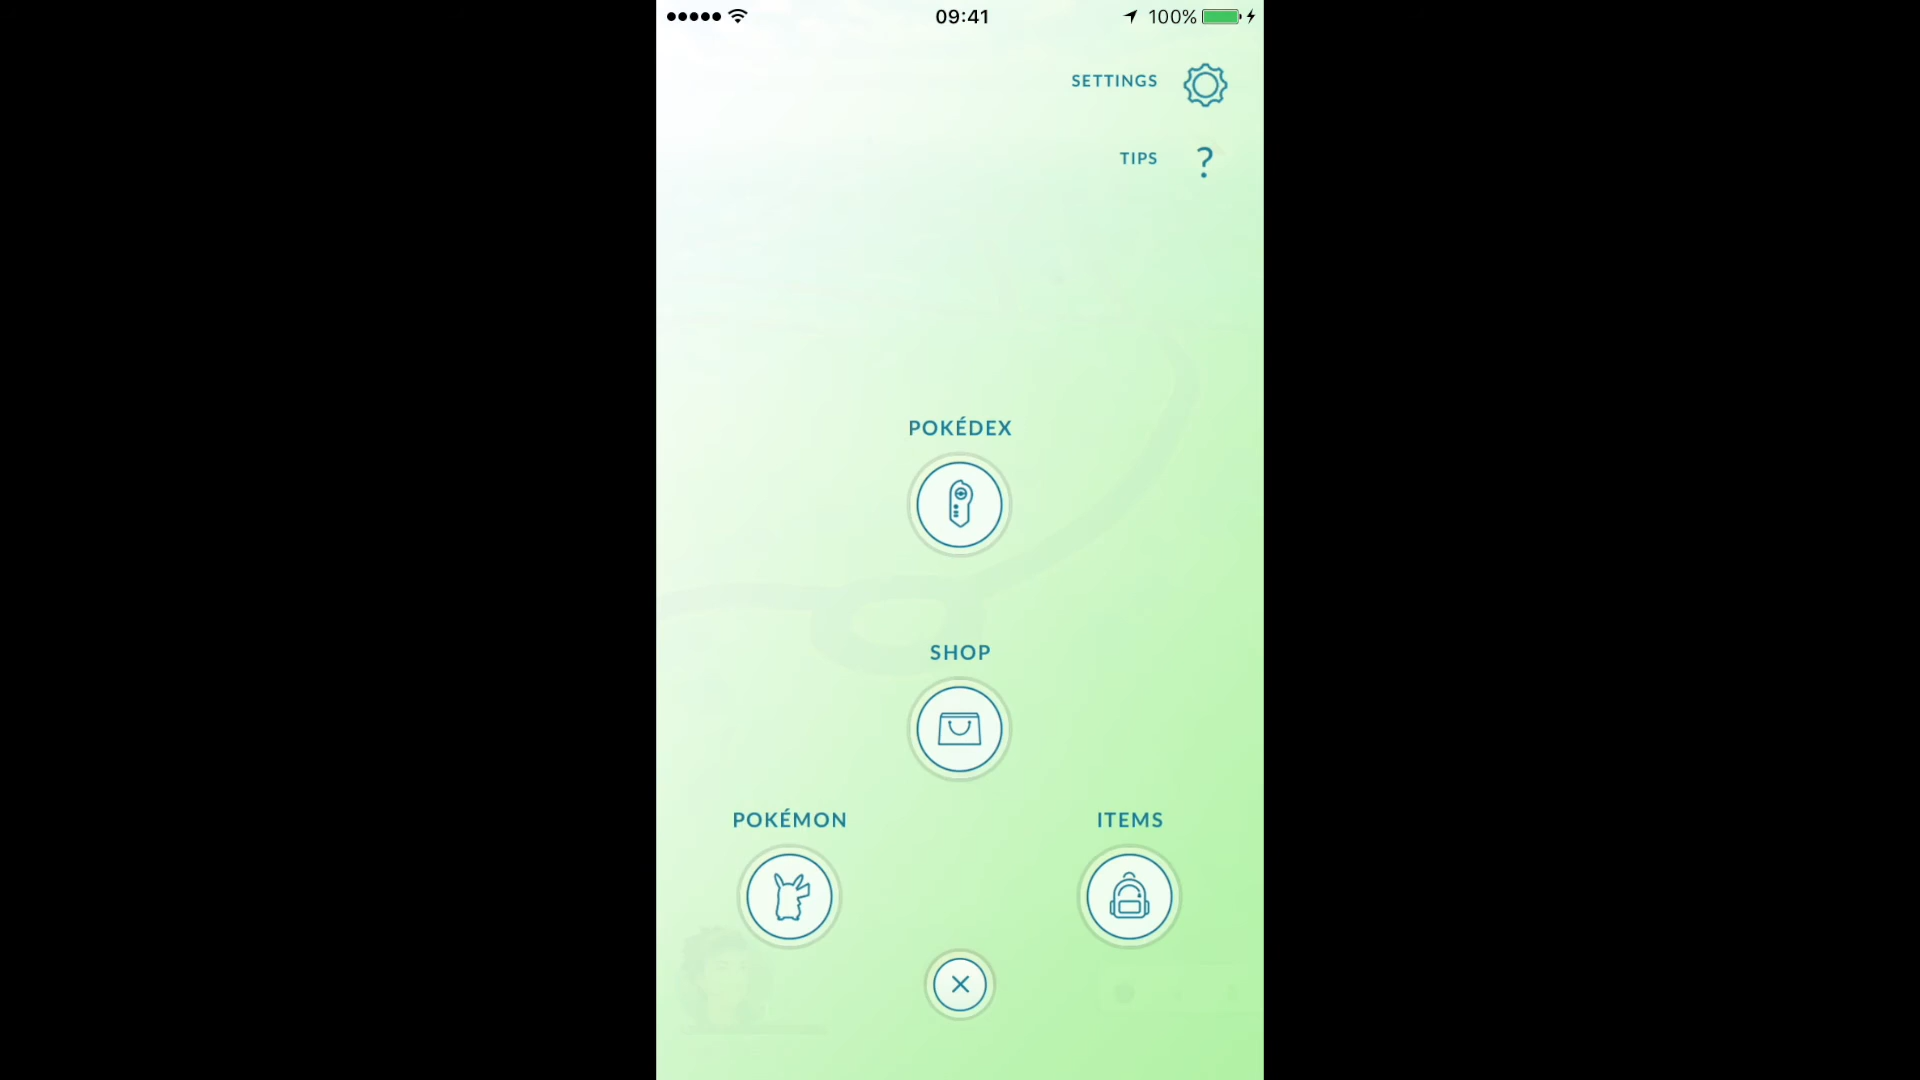 09:41
100%
SETTINGS
TIPS
?
POKÉDEX
SHOP
POKÉMON
ITEMS